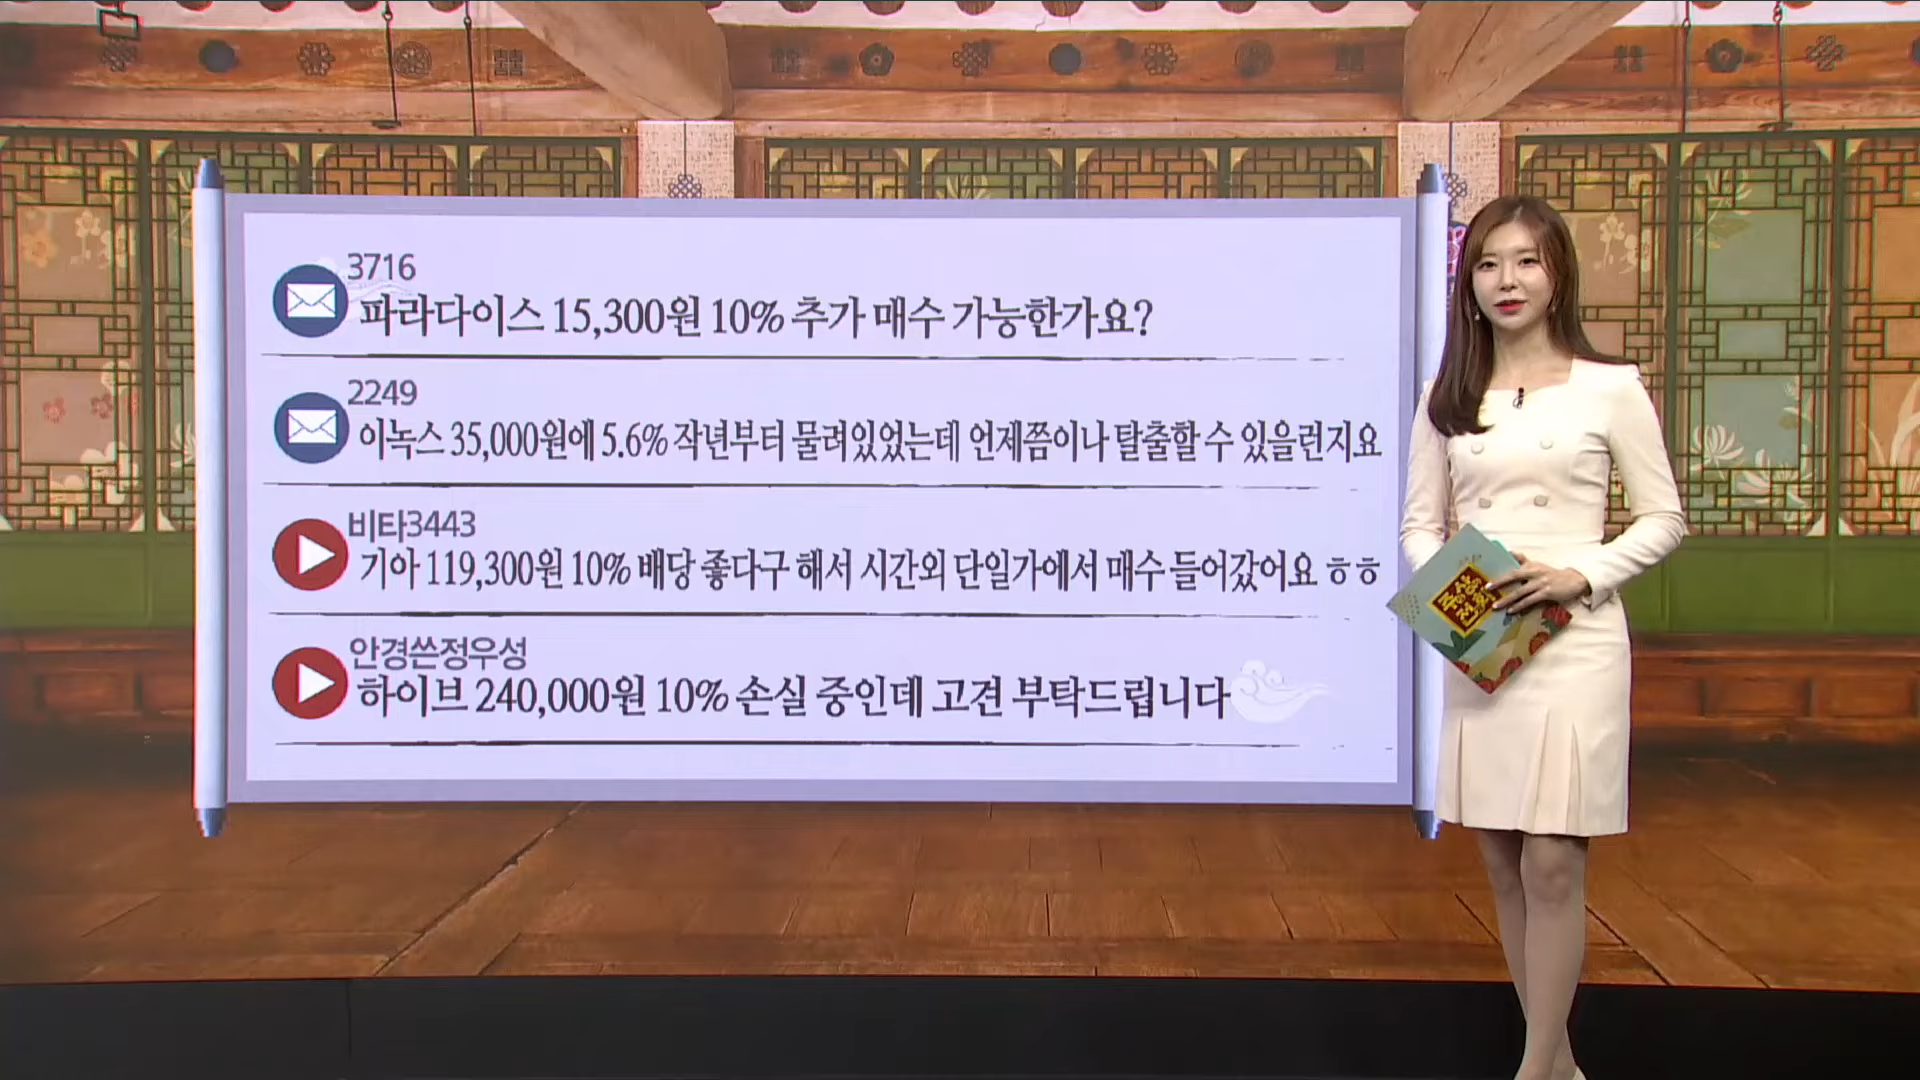 3716
파라다이스 15,300원 10% 추가 매수 가능한가요?
2249
이녹스 35,000원에 5.6% 작년부터 물려있었는데 언제쯤이나 탈출할 수 있을런지요
비타3443
기아 119,300원 10% 배당 좋다구 해서 시간외 단일가에서 매수 들어갔어요 ㅎㅎ
안경쓴정우성
하이브 240,000원 10% 손실 중인데 고견 부탁드립니다